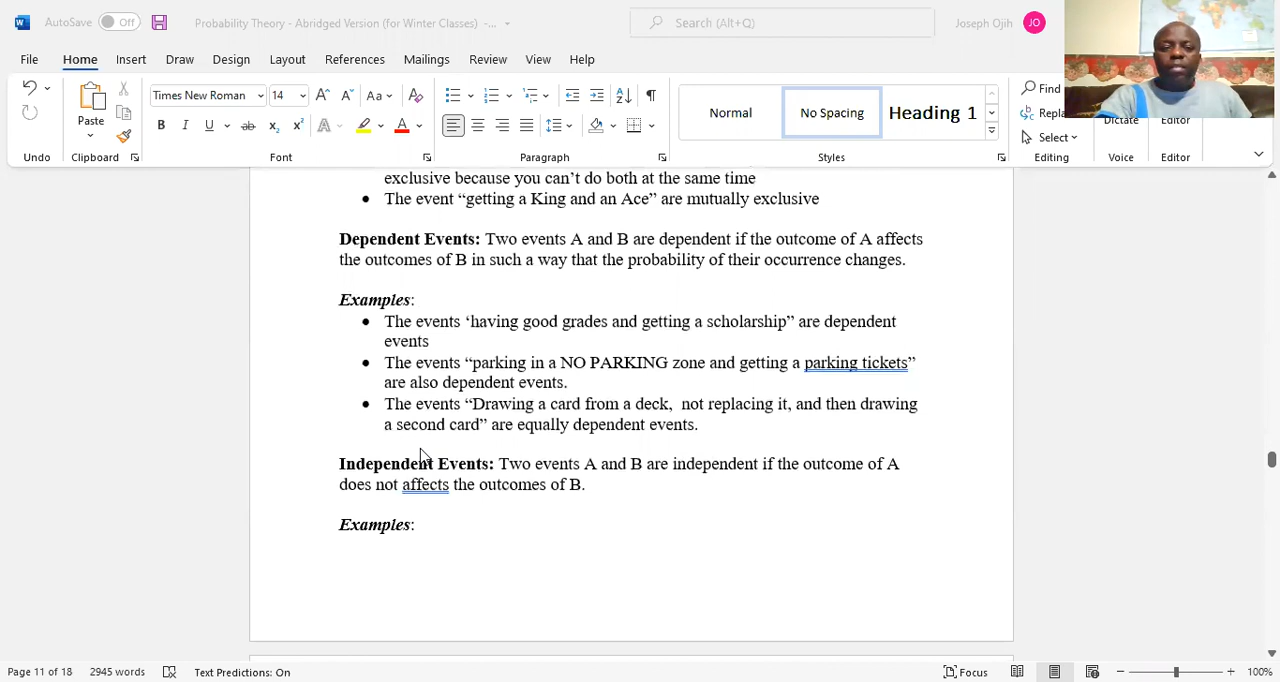 AutoSave Off Probability Theory - Abridged Version (for Winter Classes) -... Search (Alt+Q) Joseph Ojih JO
File Home Insert Draw Design Layout References Mailings Review View Help
Paste Times New Roman 14 Aa Normal No Spacing Heading 1 Find
Select Dictate Editor
Undo Clipboard Font Paragraph Styles Editing Voice Editor
exclusive because you can’t do both at the same time
• The event “getting a King and an Ace” are mutually exclusive
Dependent Events: Two events A and B are dependent if the outcome of A affects
the outcomes of B in such a way that the probability of their occurrence changes.
Examples:
• The events ‘having good grades and getting a scholarship” are dependent
events
• The events “parking in a NO PARKING zone and getting a parking tickets”
are also dependent events.
• The events “Drawing a card from a deck,  not replacing it, and then drawing
a second card” are equally dependent events.
Independent Events: Two events A and B are independent if the outcome of A
does not affects the outcomes of B.
Examples:
Page 11 of 18 2945 words Text Predictions: On Focus 100%